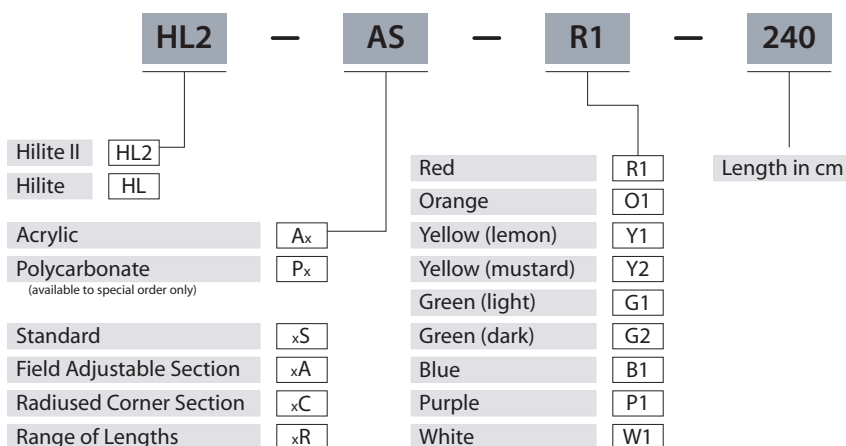 HL2 — AS — R1 — 240
Hilite II HL2
Hilite HL
Acrylic Ax
Polycarbonate Px
(available to special order only)
Standard xS
Field Adjustable Section xA
Radiused Corner Section xC
Range of Lengths xR
Red R1
Orange O1
Yellow (lemon) Y1
Yellow (mustard) Y2
Green (light) G1
Green (dark) G2
Blue B1
Purple P1
White W1
Length in cm